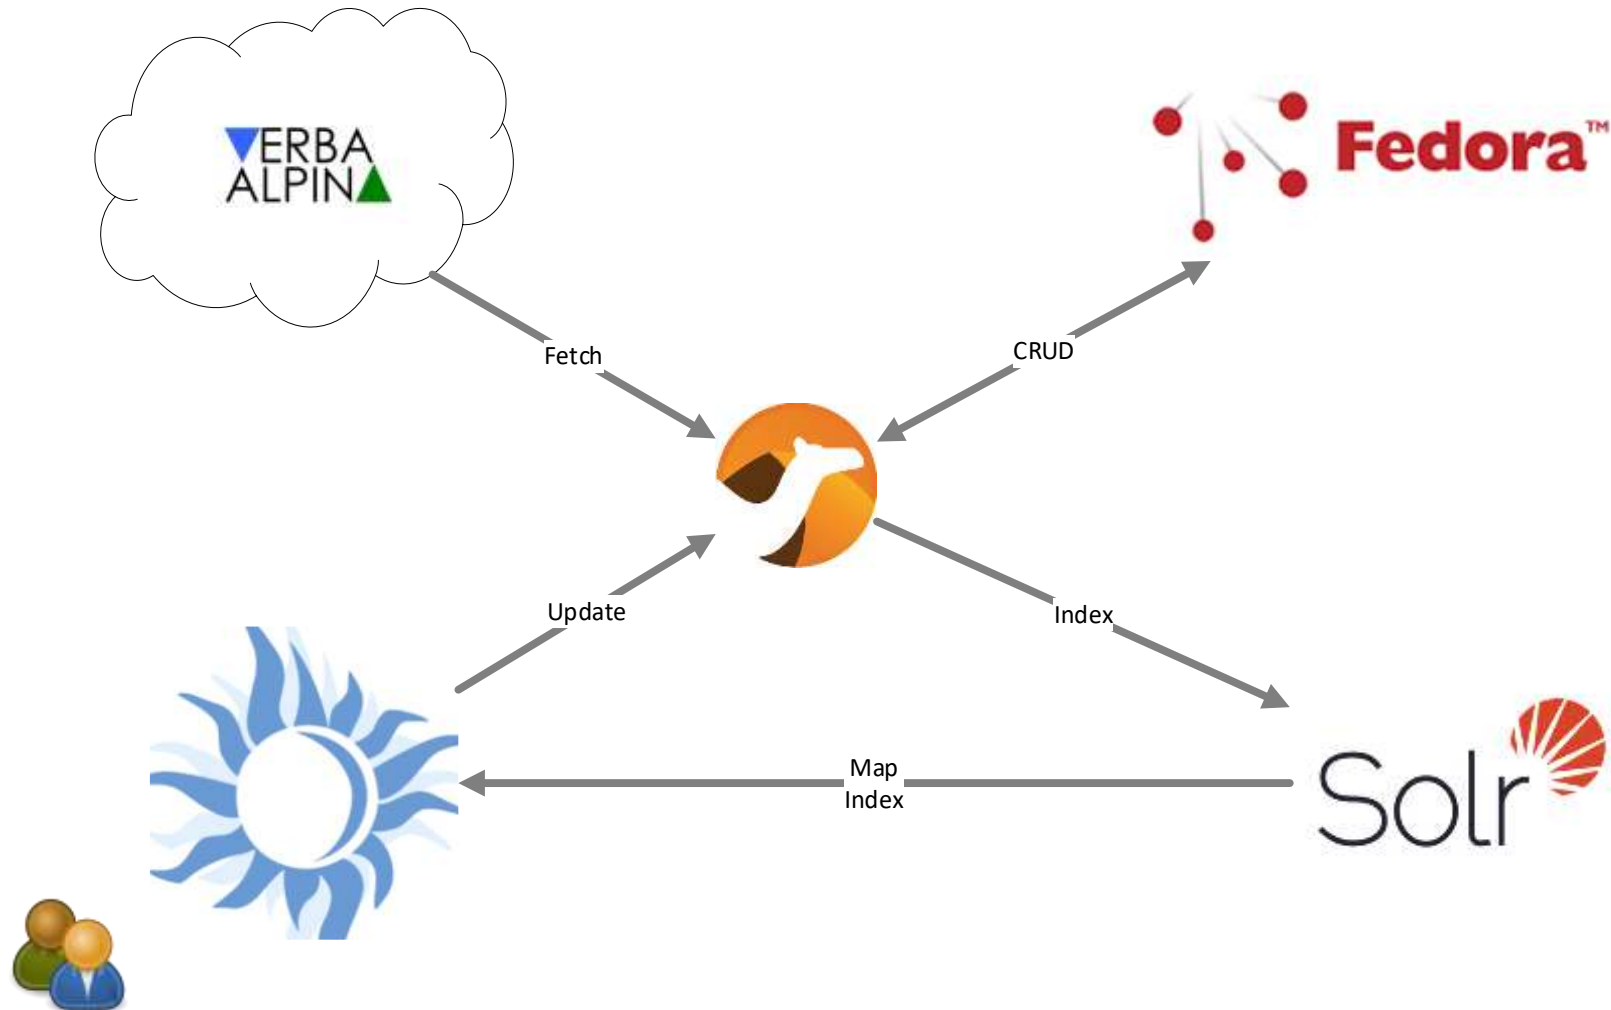 VERBA
ALPINA
Fedora™
Fetch
CRUD
Update
Index
Map
Index
Solr